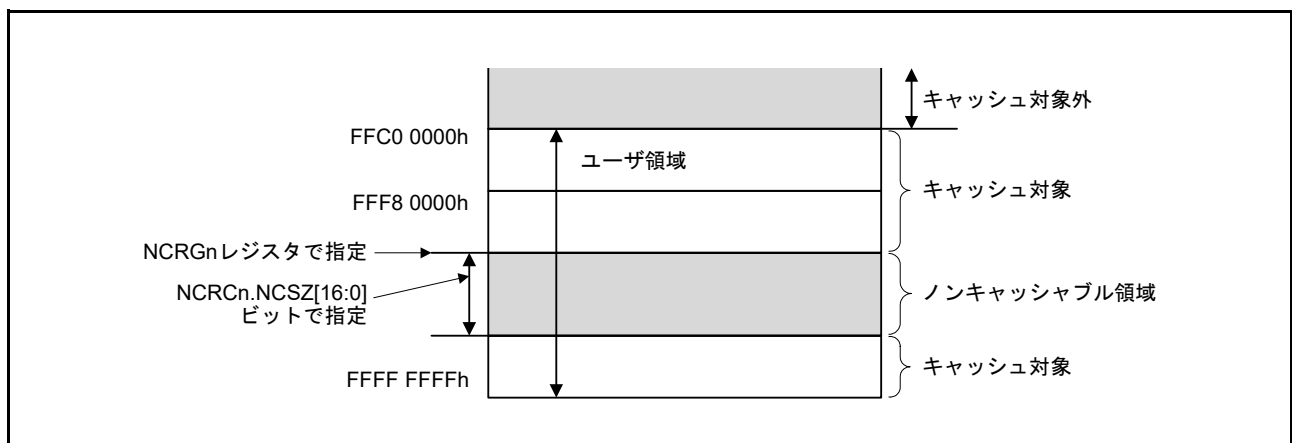 キャッシュ対象外
FFC0 0000h
ユーザ領域
キャッシュ対象
FFF8 0000h
NCRGnレジスタで指定
NCRCn.NCSZ[16:0]
ビットで指定
ノンキャッシャブル領域
キャッシュ対象
FFFF FFFFh